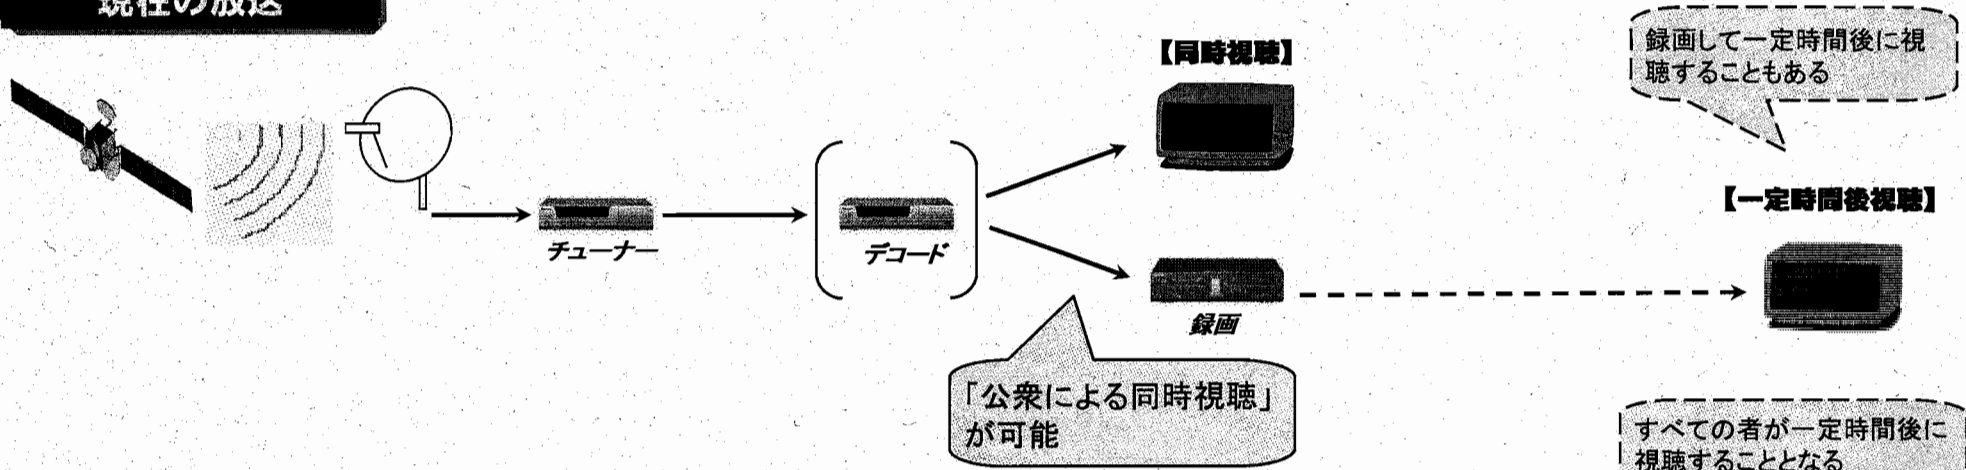 現在の放送
【同時視聴】
録画して一定時間後に視
聴することもある
【一定時間後視聴】
チューナー
デコード
録画
「公衆による同時視聴」
が可能
すべての者が一定時間後に
視聴することとなる